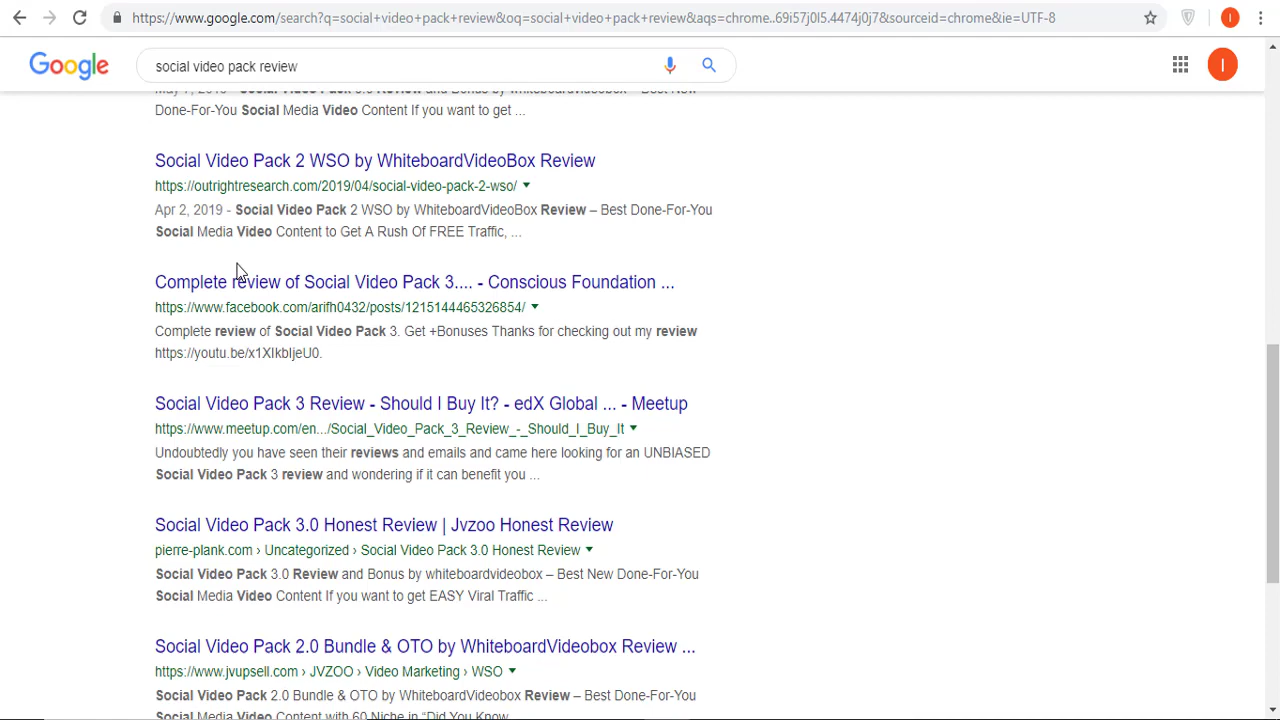 https://www.google.com/search?q=social+video+pack+review&oq=social+video+pack+review&aqs=chrome..69i57j0l5.4474j0j7&sourceid=chrome&ie=UTF-8
I
Google
social video pack review
I
Done-For-You Social Media Video Content If you want to get ...
Social Video Pack 2 WSO by WhiteboardVideoBox Review
https://outrightresearch.com/2019/04/social-video-pack-2-wso/
Apr 2, 2019 - Social Video Pack 2 WSO by WhiteboardVideoBox Review – Best Done-For-You
Social Media Video Content to Get A Rush Of FREE Traffic, ...
Complete review of Social Video Pack 3.... - Conscious Foundation ...
https://www.facebook.com/arifh0432/posts/1215144465326854/
Complete review of Social Video Pack 3. Get +Bonuses Thanks for checking out my review
https://youtu.be/x1XIkbIjeU0.
Social Video Pack 3 Review - Should I Buy It? - edX Global ... - Meetup
https://www.meetup.com/en.../Social_Video_Pack_3_Review_-_Should_I_Buy_It
Undoubtedly you have seen their reviews and emails and came here looking for an UNBIASED
Social Video Pack 3 review and wondering if it can benefit you ...
Social Video Pack 3.0 Honest Review | Jvzoo Honest Review
pierre-plank.com › Uncategorized › Social Video Pack 3.0 Honest Review
Social Video Pack 3.0 Review and Bonus by whiteboardvideobox – Best New Done-For-You
Social Media Video Content If you want to get EASY Viral Traffic ...
Social Video Pack 2.0 Bundle & OTO by WhiteboardVideobox Review ...
https://www.jvupsell.com › JVZOO › Video Marketing › WSO
Social Video Pack 2.0 Bundle & OTO by WhiteboardVideobox Review – Best Done-For-You
Social Media Video Content with 60 Niche in “Did You Know